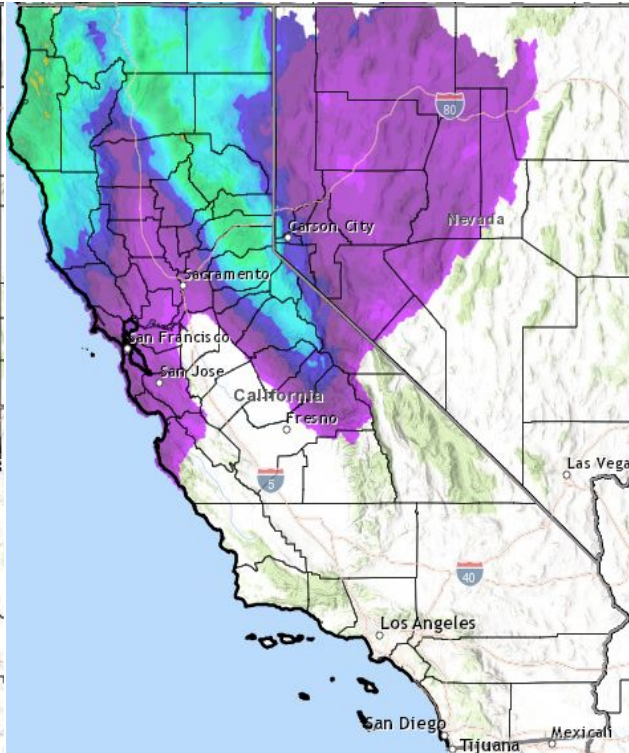 80
Nevada
Carson City
Sacramento
San Francisco
San Jose
California
Fresno
5
Las Vega
40
Los Angeles
San Diego
Tijuana
Mexicali